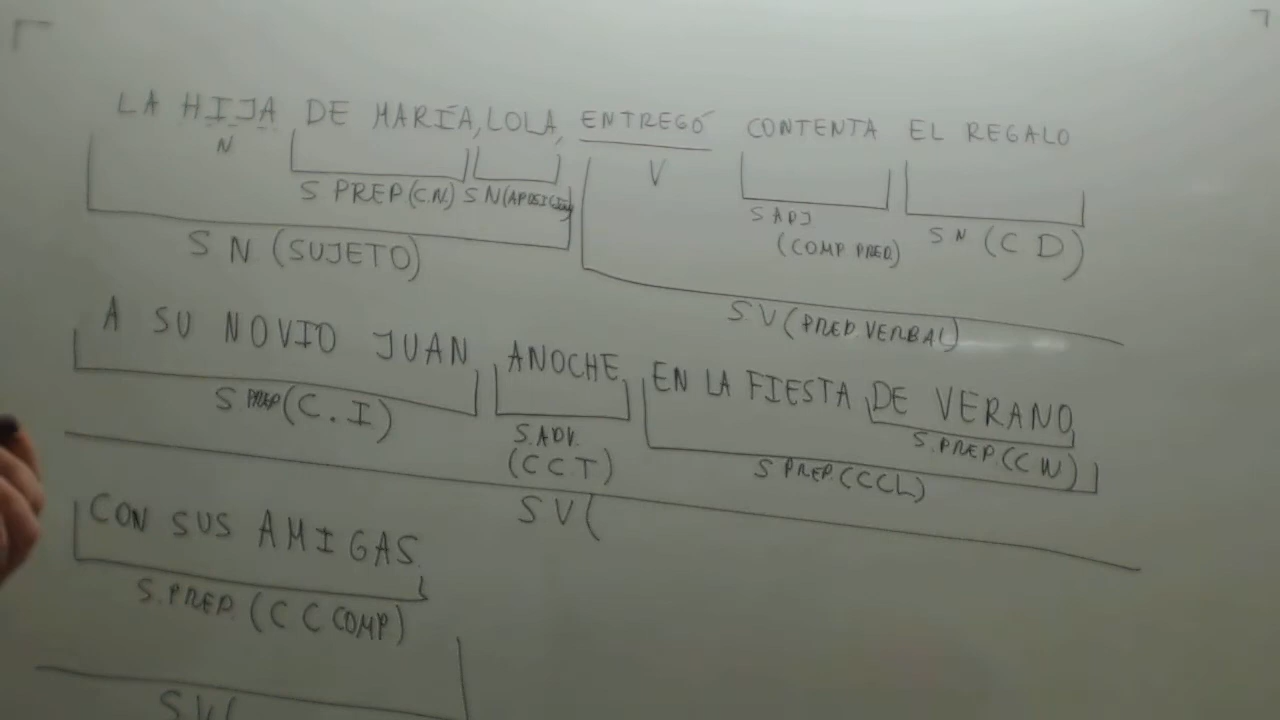 LA HIJA DE MARÍA, LOLA, ENTREGÓ CONTENTA EL REGALO
N V
S PREP (C.N.) S N (APOSICIÓN) S ADJ (COMP PRED) S N (C D)
S N (SUJETO)
S V (PRED. VERBAL)
A SU NOVIO JUAN ANOCHE EN LA FIESTA DE VERANO
S. PREP (C. I) S. ADV. (C C T) S PREP. (C C L) S. PREP. (C N)
S V (
CON SUS AMIGAS.
S. PREP. (C C COMP)
S V (